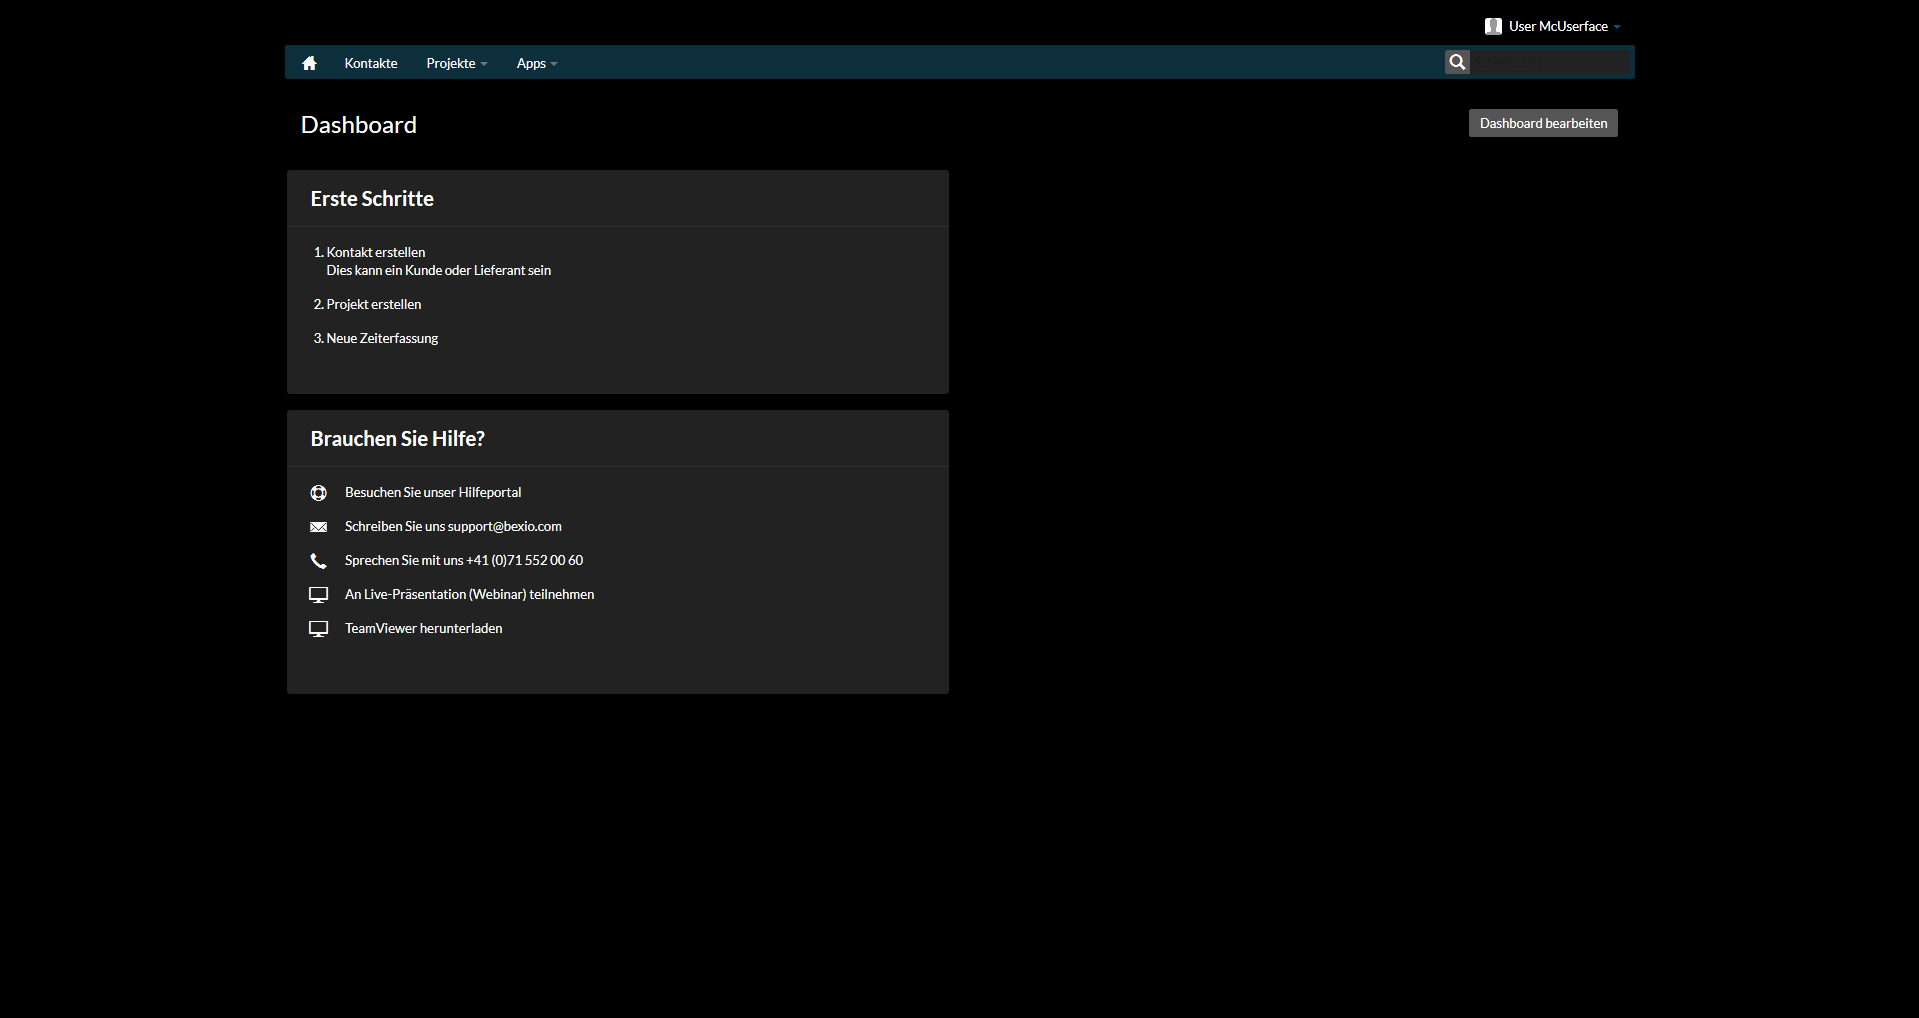 User McUserface
Kontakte Projekte Apps
Dashboard
Dashboard bearbeiten
Erste Schritte
1. Kontakt erstellen
Dies kann ein Kunde oder Lieferant sein
2. Projekt erstellen
3. Neue Zeiterfassung
Brauchen Sie Hilfe?
Besuchen Sie unser Hilfeportal
Schreiben Sie uns support@bexio.com
Sprechen Sie mit uns +41 (0)71 552 00 60
An Live-Präsentation (Webinar) teilnehmen
TeamViewer herunterladen